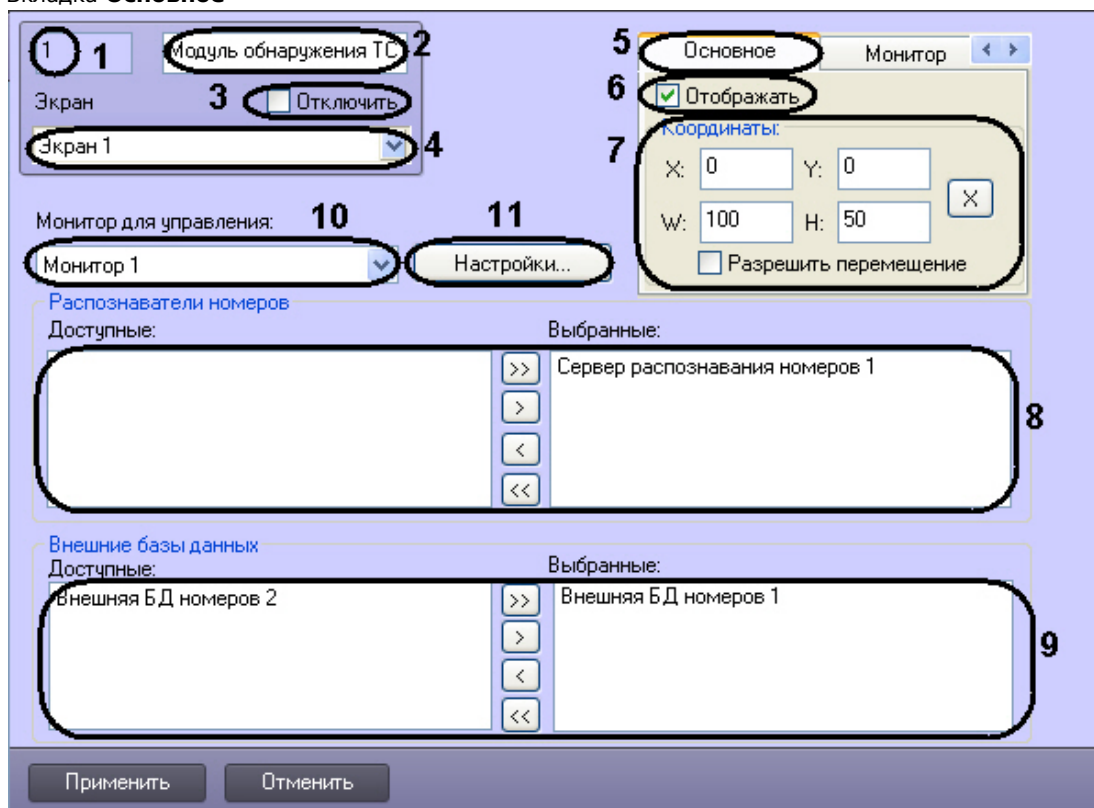 Вкладка Основное
1 1 Модуль обнаружения ТС 2
Экран 3 Отключить
Экран 1 4
5 Основное Монитор
6 Отображать
Координаты:
7 X: 0 Y: 0 X
W: 100 H: 50
Разрешить перемещение
Монитор для управления: 10 11
Монитор 1 Настройки...
Распознаватели номеров
Доступные: Выбранные:
>> Сервер распознавания номеров 1
>
8
<
<<
Внешние базы данных
Доступные: Выбранные:
Внешняя БД номеров 2 >> Внешняя БД номеров 1
>
9
<
<<
Применить Отменить